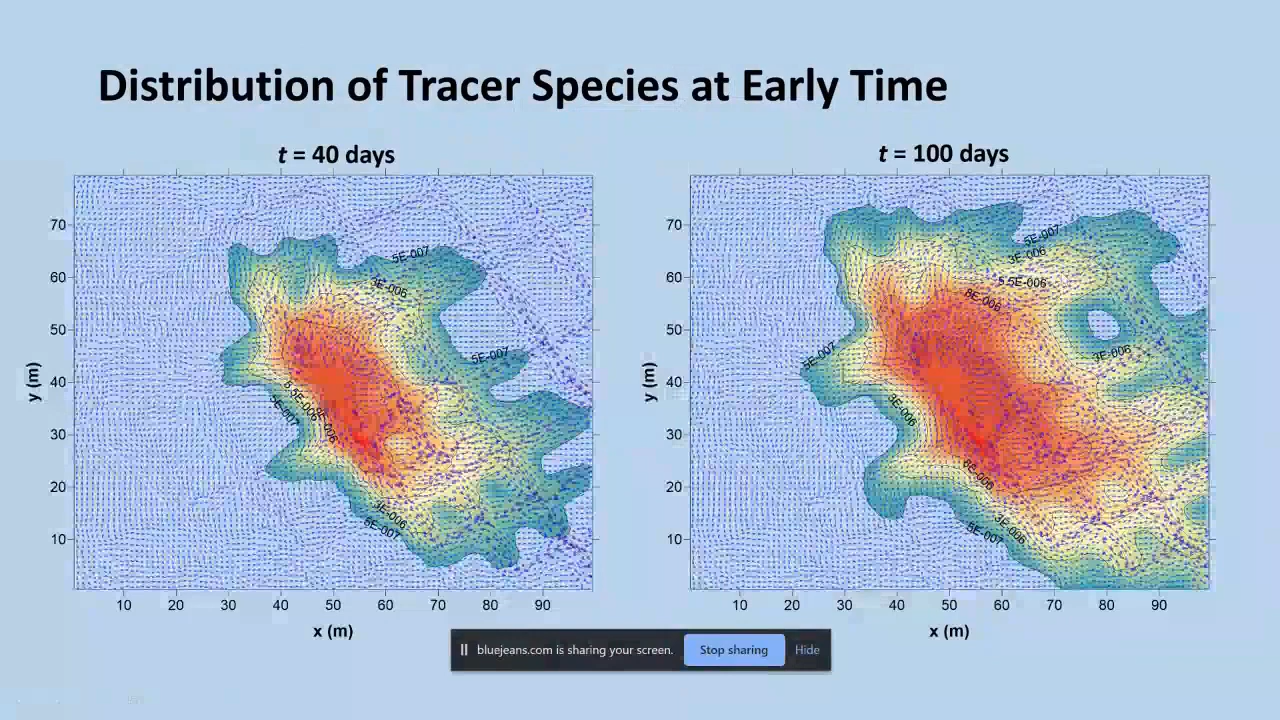 Distribution of Tracer Species at Early Time
t = 40 days
t = 100 days
70
60
50
40
30
20
10
y (m)
10 20 30 40 50 60 70 80 90
x (m)
5E-007
3E-006
5E-007
5E-007
3E-006
5E-007
70
60
50
40
30
20
10
y (m)
10 20 30 40 50 60 70 80 90
x (m)
5E-007
3E-006
5.5E-006
8E-006
5E-007
3E-006
3E-006
8E-006
3E-006
5E-007
bluejeans.com is sharing your screen.
Stop sharing
Hide